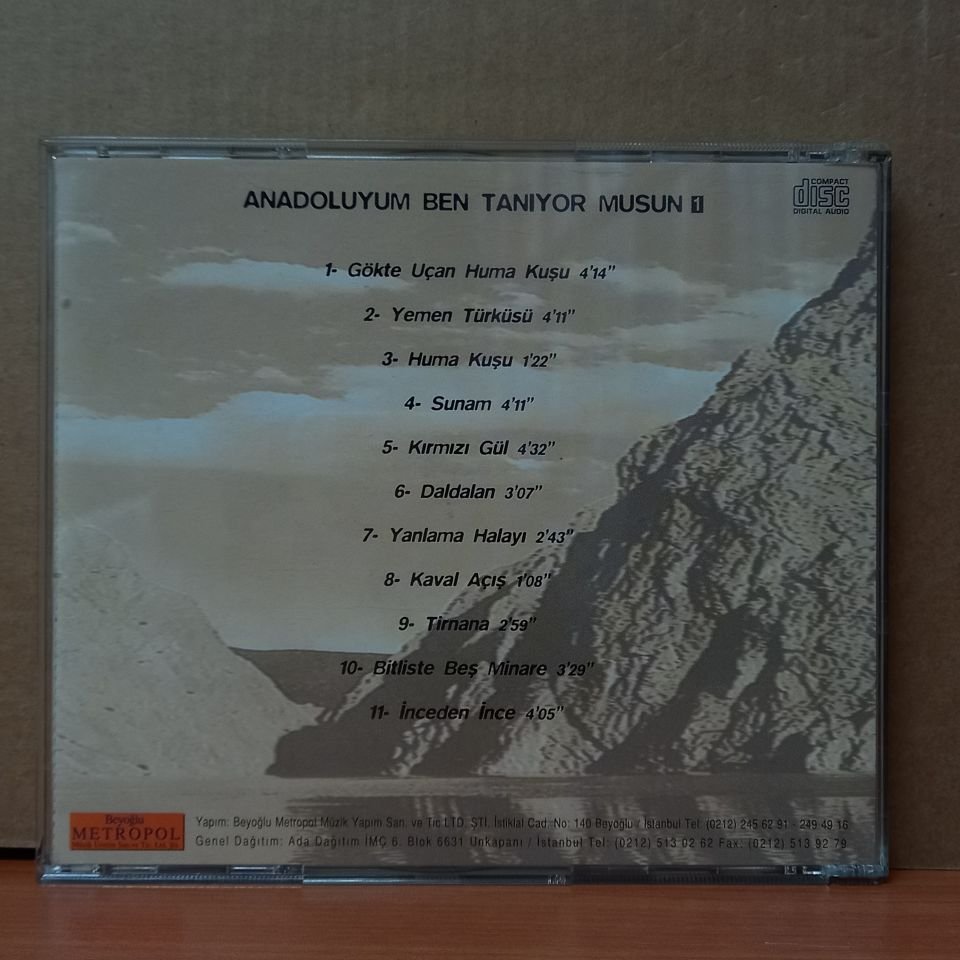 ANADOLUYUM BEN TANIYOR MUSUN 1
COMPACT
disc
DIGITAL AUDIO
1- Gökte Uçan Huma Kuşu 4'14"
2- Yemen Türküsü 4'11"
3- Huma Kuşu 1'22"
4- Sunam 4'11"
5- Kırmızı Gül 4'32"
6- Daldalan 3'07"
7- Yanlama Halayı 2'43"
8- Kaval Açış 1'08"
9- Tirnana 2'59"
10- Bitliste Beş Minare 3'29"
11- İnceden İnce 4'05"
Beyoğlu
METROPOL
Yapım: Beyoğlu Metropol Müzik Yapım San. ve Tic LTD. ŞTİ. İstiklal Cad. No: 140 Beyoğlu / İstanbul Tel: (0212) 245 62 91 - 249 49 16
Genel Dağıtım: Ada Dağıtım İMÇ 6. Blok 6631 Unkapanı / İstanbul Tel: (0212) 513 02 62 Fax: (0212) 513 92 79